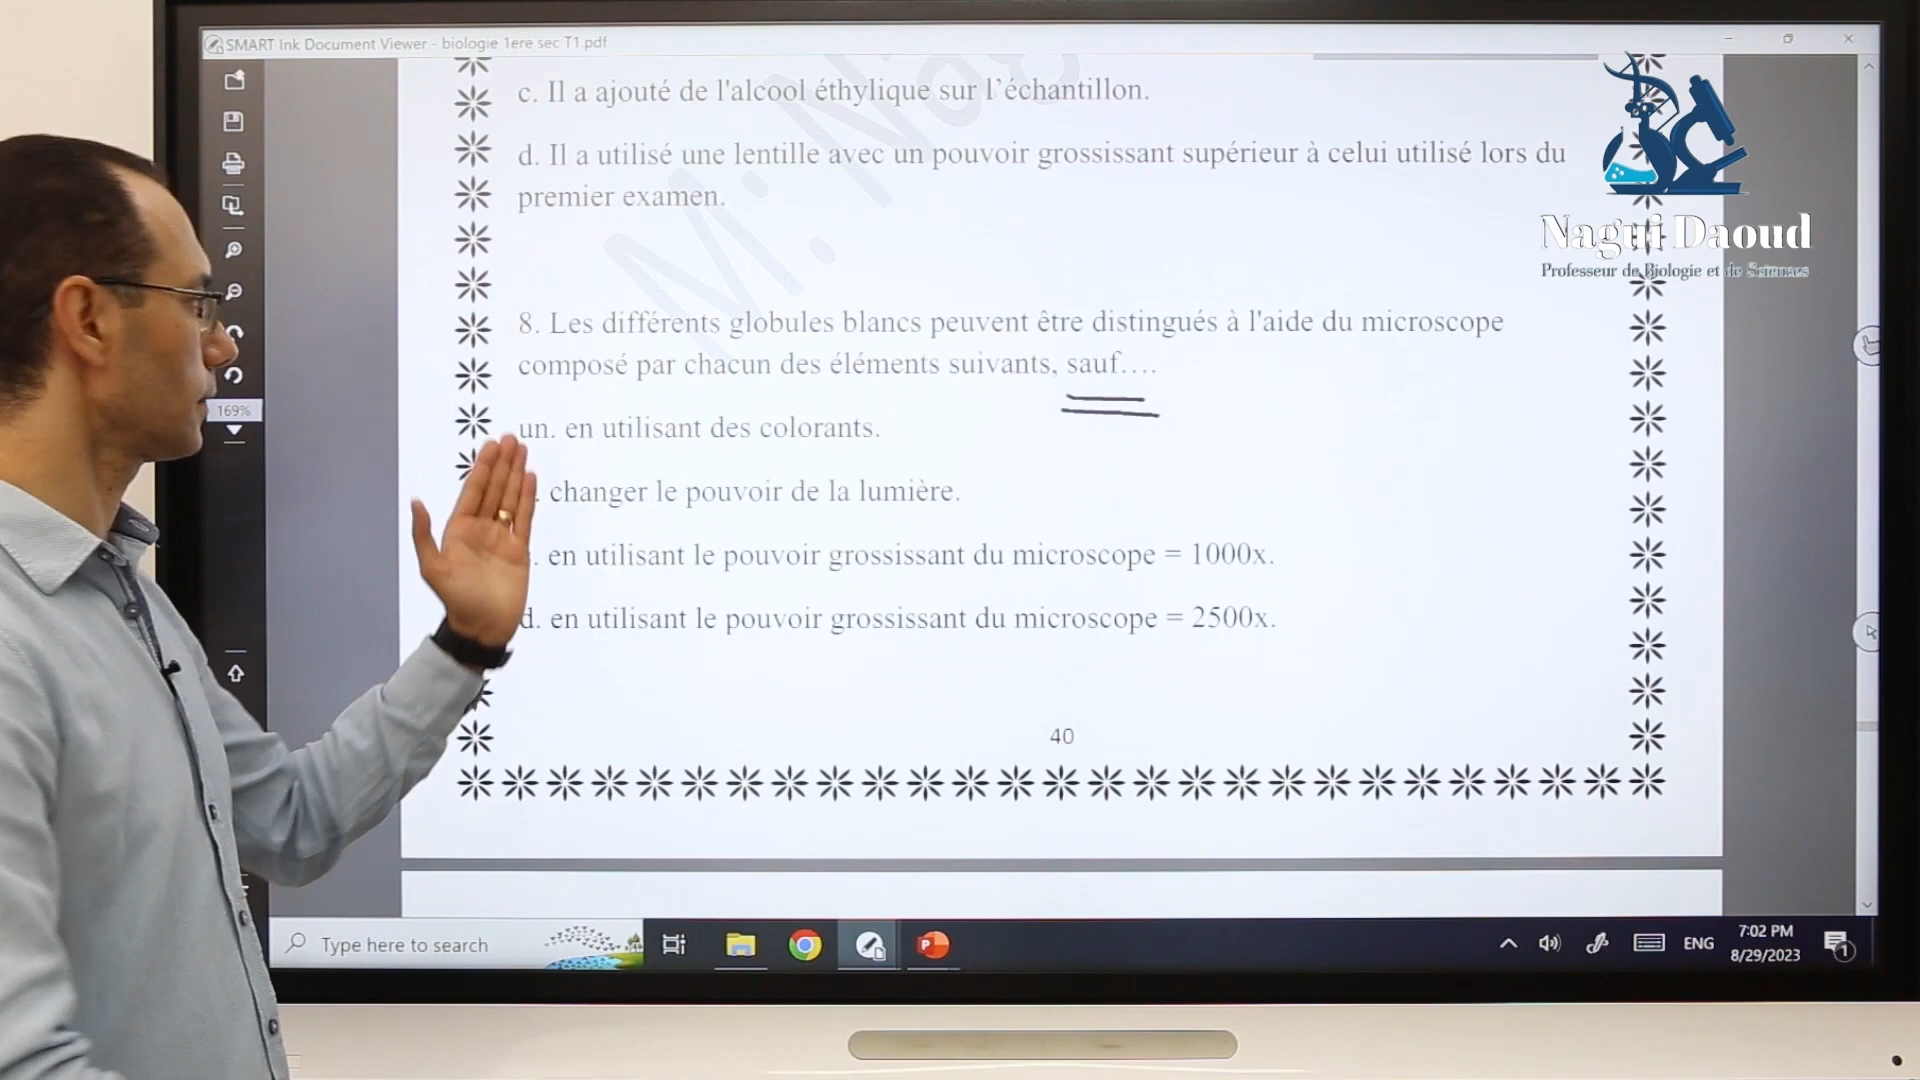 SMART Ink Document Viewer - biologie 1ere sec T1.pdf
c. Il a ajouté de l'alcool éthylique sur l’échantillon.
d. Il a utilisé une lentille avec un pouvoir grossissant supérieur à celui utilisé lors du
premier examen.
Nagui Daoud
Professeur de Biologie et de Sciences
8. Les différents globules blancs peuvent être distingués à l'aide du microscope
composé par chacun des éléments suivants, sauf....
169%
un. en utilisant des colorants.
. changer le pouvoir de la lumière.
. en utilisant le pouvoir grossissant du microscope = 1000x.
d. en utilisant le pouvoir grossissant du microscope = 2500x.
40
Type here to search
ENG
7:02 PM
8/29/2023
1